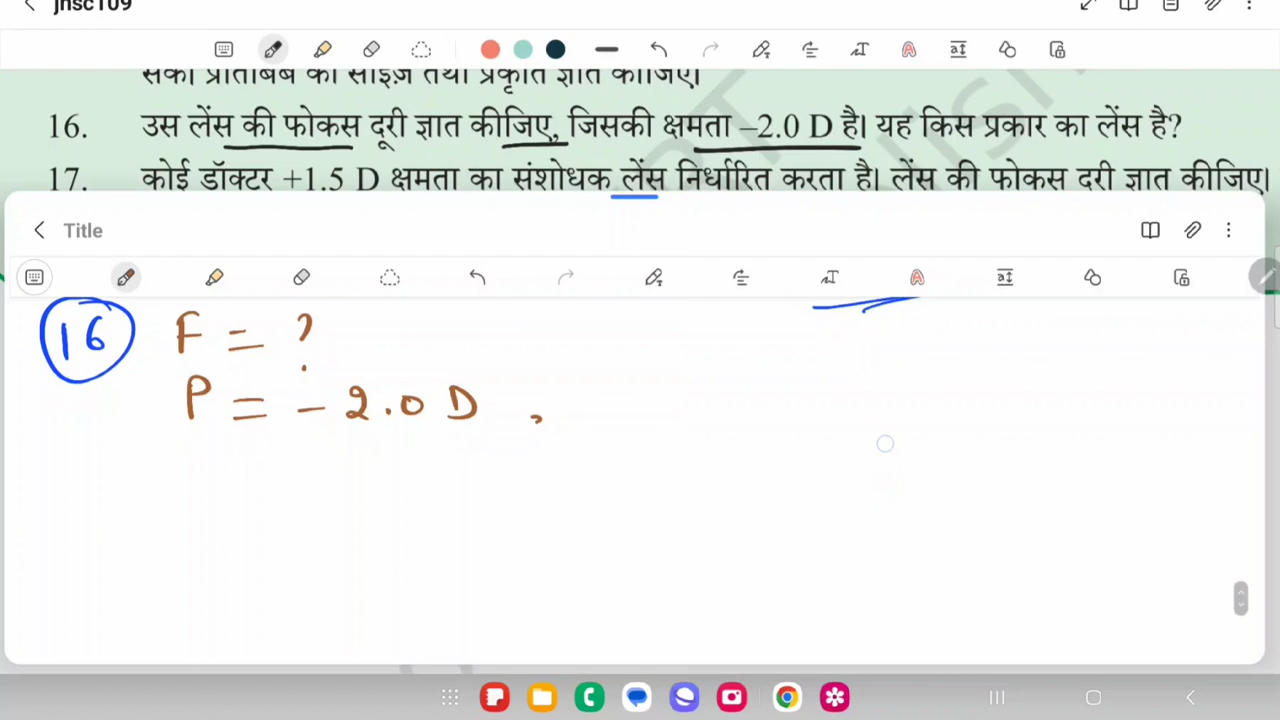 jhsc109
16. उस लेंस की फोकस दूरी ज्ञात कीजिए, जिसकी क्षमता –2.0 D है। यह किस प्रकार का लेंस है?
17. कोई डॉक्टर +1.5 D क्षमता का संशोधक लेंस निर्धारित करता है। लेंस की फोकस दूरी ज्ञात कीजिए।
Title
16 F = ?
P = – 2.0 D ,